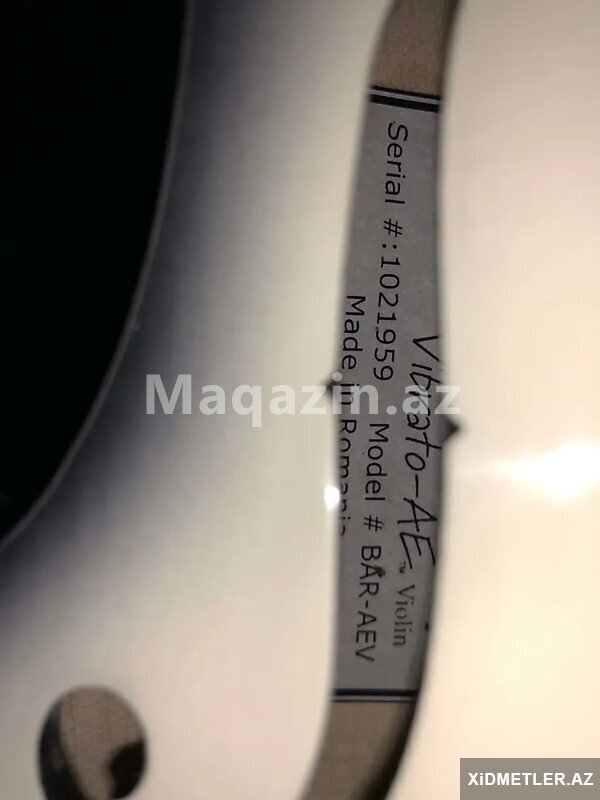 Vibrato-AE™ Violin
Serial #:1021959 Model # BAR-AEV
Made in Romania
Maqazin.az
XiDMETLER.AZ